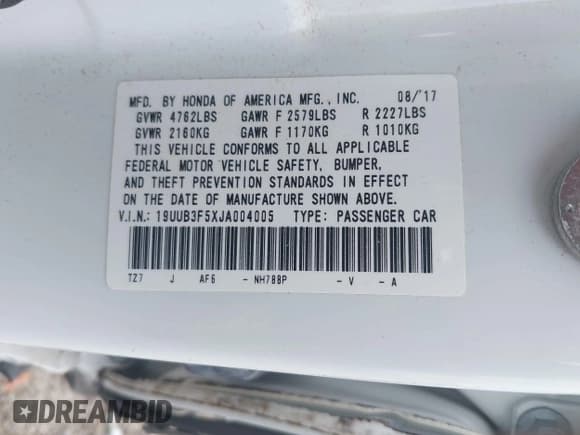 MFD. BY HONDA OF AMERICA MFG., INC. 08/'17
GVWR 4762LBS GAWR F 2579LBS R 2227LBS
GVWR 2160KG GAWR F 1170KG R 1010KG
THIS VEHICLE CONFORMS TO ALL APPLICABLE
FEDERAL MOTOR VEHICLE SAFETY, BUMPER,
AND THEFT PREVENTION STANDARDS IN EFFECT
ON THE DATE OF MANUFACTURE SHOWN ABOVE.
V.I.N.: 19UUB3F5XJA004005 TYPE: PASSENGER CAR
TZ7 J AF6 - NH788P - V - A
DREAMBID